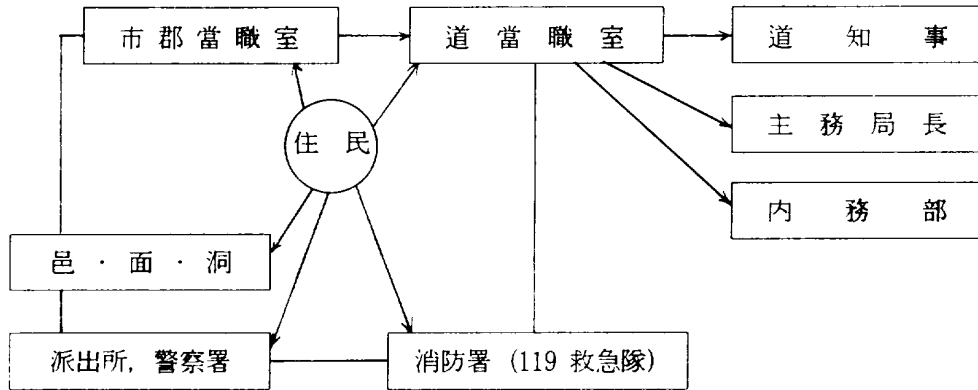 市郡當職室
道當職室
道知事
主務局長
住民
内務部
邑·面·洞
派出所, 警察署
消防署 (119 救急隊)